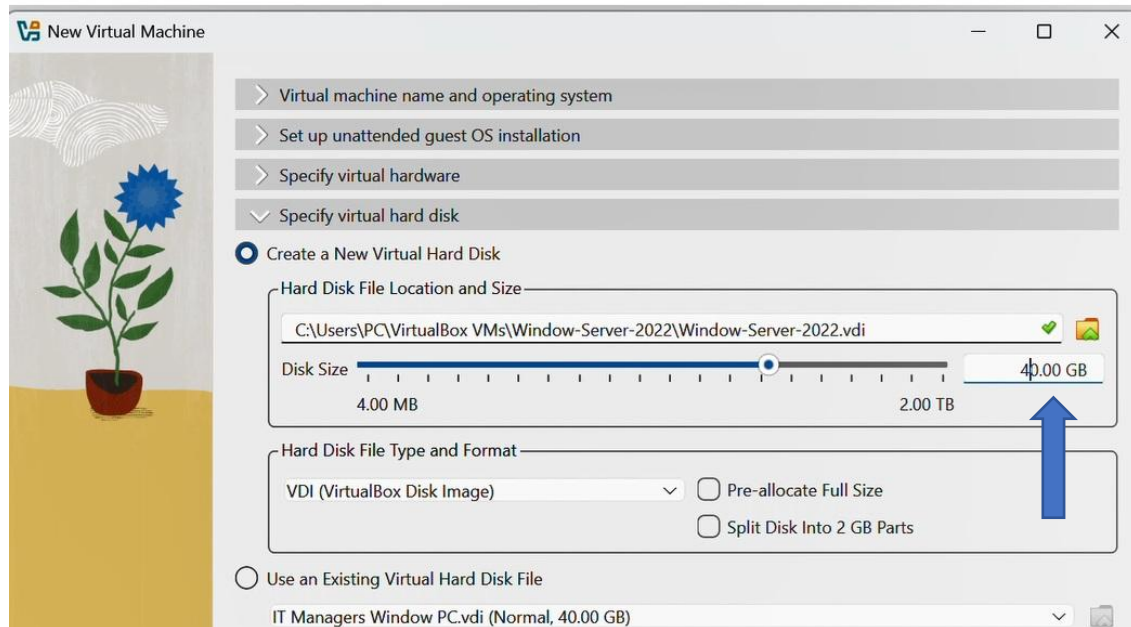 New Virtual Machine
Virtual machine name and operating system
Set up unattended guest OS installation
Specify virtual hardware
Specify virtual hard disk
Create a New Virtual Hard Disk
Hard Disk File Location and Size
C:\Users\PC\VirtualBox VMs\Window-Server-2022\Window-Server-2022.vdi
Disk Size 40.00 GB
4.00 MB 2.00 TB
Hard Disk File Type and Format
VDI (VirtualBox Disk Image) Pre-allocate Full Size
Split Disk Into 2 GB Parts
Use an Existing Virtual Hard Disk File
IT Managers Window PC.vdi (Normal, 40.00 GB)